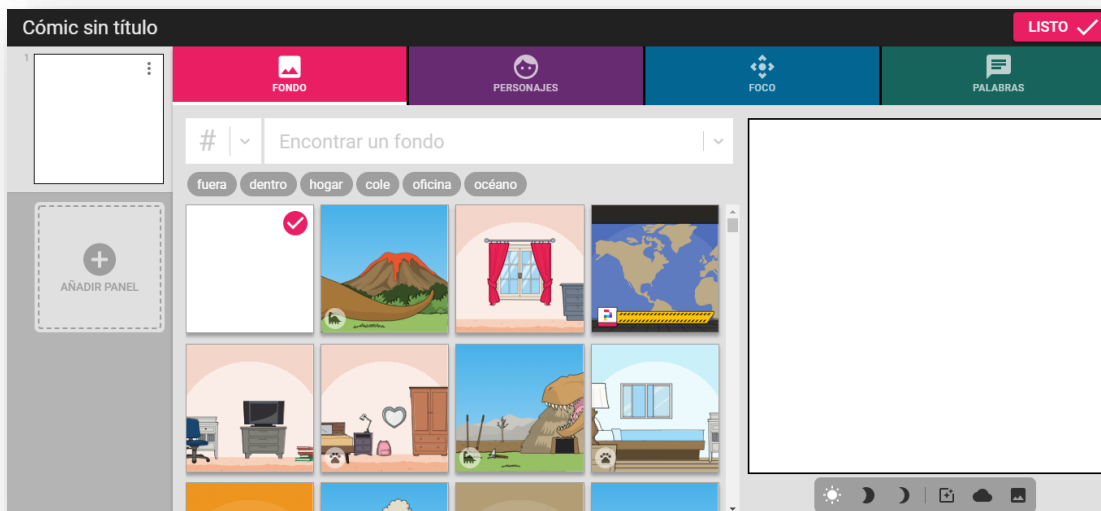 Cómic sin título
LISTO
1
FONDO
PERSONAJES
FOCO
PALABRAS
# Encontrar un fondo
fuera dentro hogar cole oficina océano
AÑADIR PANEL